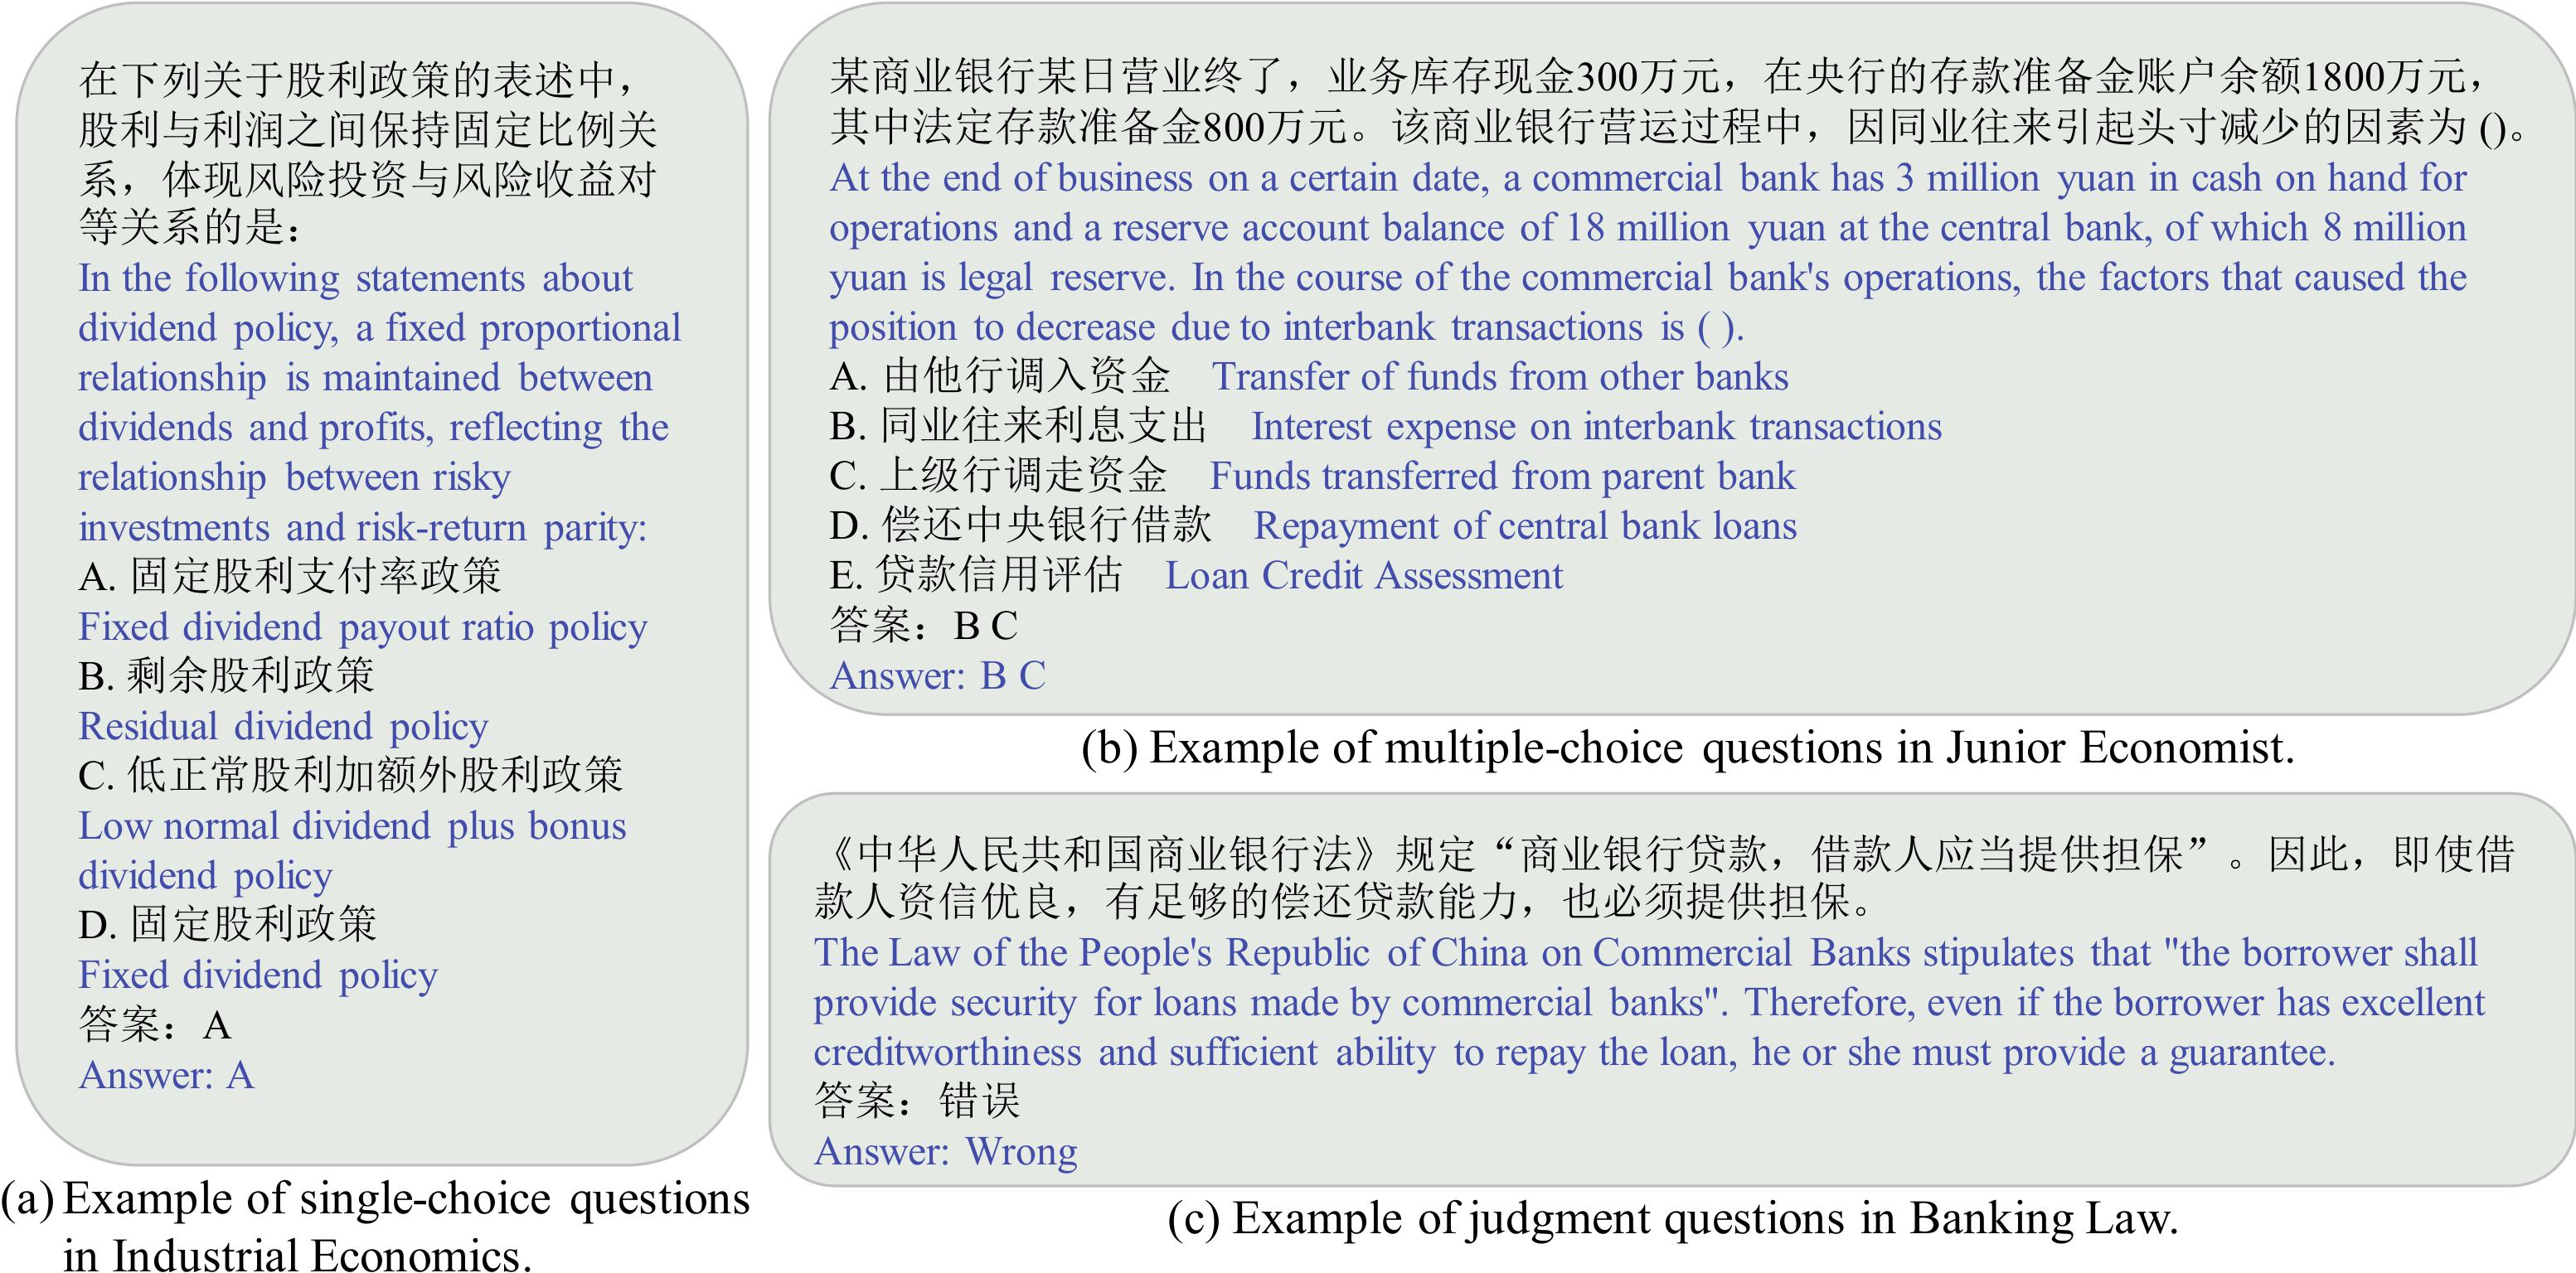 在下列关于股利政策的表述中，
股利与利润之间保持固定比例关
系，体现风险投资与风险收益对
等关系的是：
In the following statements about
dividend policy, a fixed proportional
relationship is maintained between
dividends and profits, reflecting the
relationship between risky
investments and risk-return parity:
A. 固定股利支付率政策
Fixed dividend payout ratio policy
B. 剩余股利政策
Residual dividend policy
C. 低正常股利加额外股利政策
Low normal dividend plus bonus
dividend policy
D. 固定股利政策
Fixed dividend policy
答案：A
Answer: A
(a) Example of single-choice questions
in Industrial Economics.
某商业银行某日营业终了，业务库存现金300万元，在央行的存款准备金账户余额1800万元，
其中法定存款准备金800万元。该商业银行营运过程中，因同业往来引起头寸减少的因素为 ()。
At the end of business on a certain date, a commercial bank has 3 million yuan in cash on hand for
operations and a reserve account balance of 18 million yuan at the central bank, of which 8 million
yuan is legal reserve. In the course of the commercial bank's operations, the factors that caused the
position to decrease due to interbank transactions is ( ).
A. 由他行调入资金 Transfer of funds from other banks
B. 同业往来利息支出 Interest expense on interbank transactions
C. 上级行调走资金 Funds transferred from parent bank
D. 偿还中央银行借款 Repayment of central bank loans
E. 贷款信用评估 Loan Credit Assessment
答案：B C
Answer: B C
(b) Example of multiple-choice questions in Junior Economist.
《中华人民共和国商业银行法》规定“商业银行贷款，借款人应当提供担保”。因此，即使借
款人资信优良，有足够的偿还贷款能力，也必须提供担保。
The Law of the People's Republic of China on Commercial Banks stipulates that "the borrower shall
provide security for loans made by commercial banks". Therefore, even if the borrower has excellent
creditworthiness and sufficient ability to repay the loan, he or she must provide a guarantee.
答案：错误
Answer: Wrong
(c) Example of judgment questions in Banking Law.